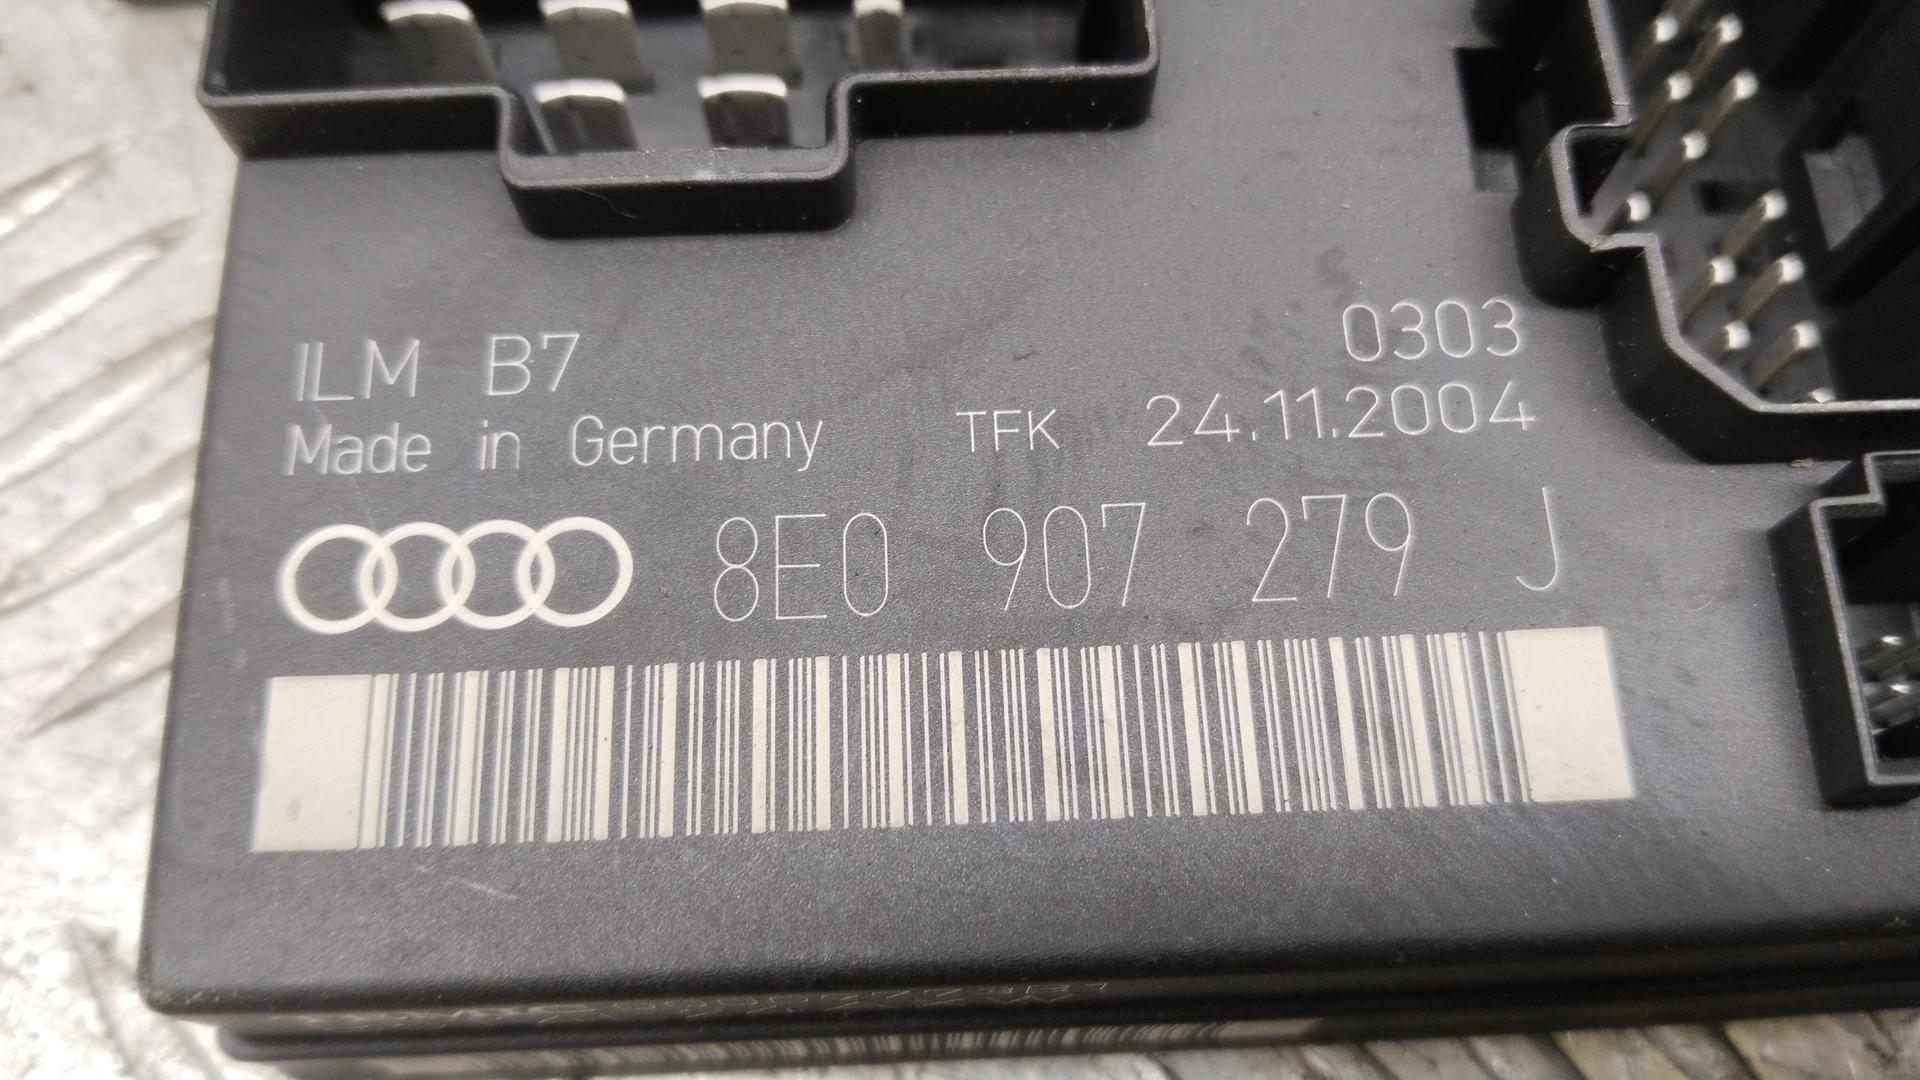 ILM B7 0303
Made in Germany TFK 24.11.2004
8E0 907 279 J